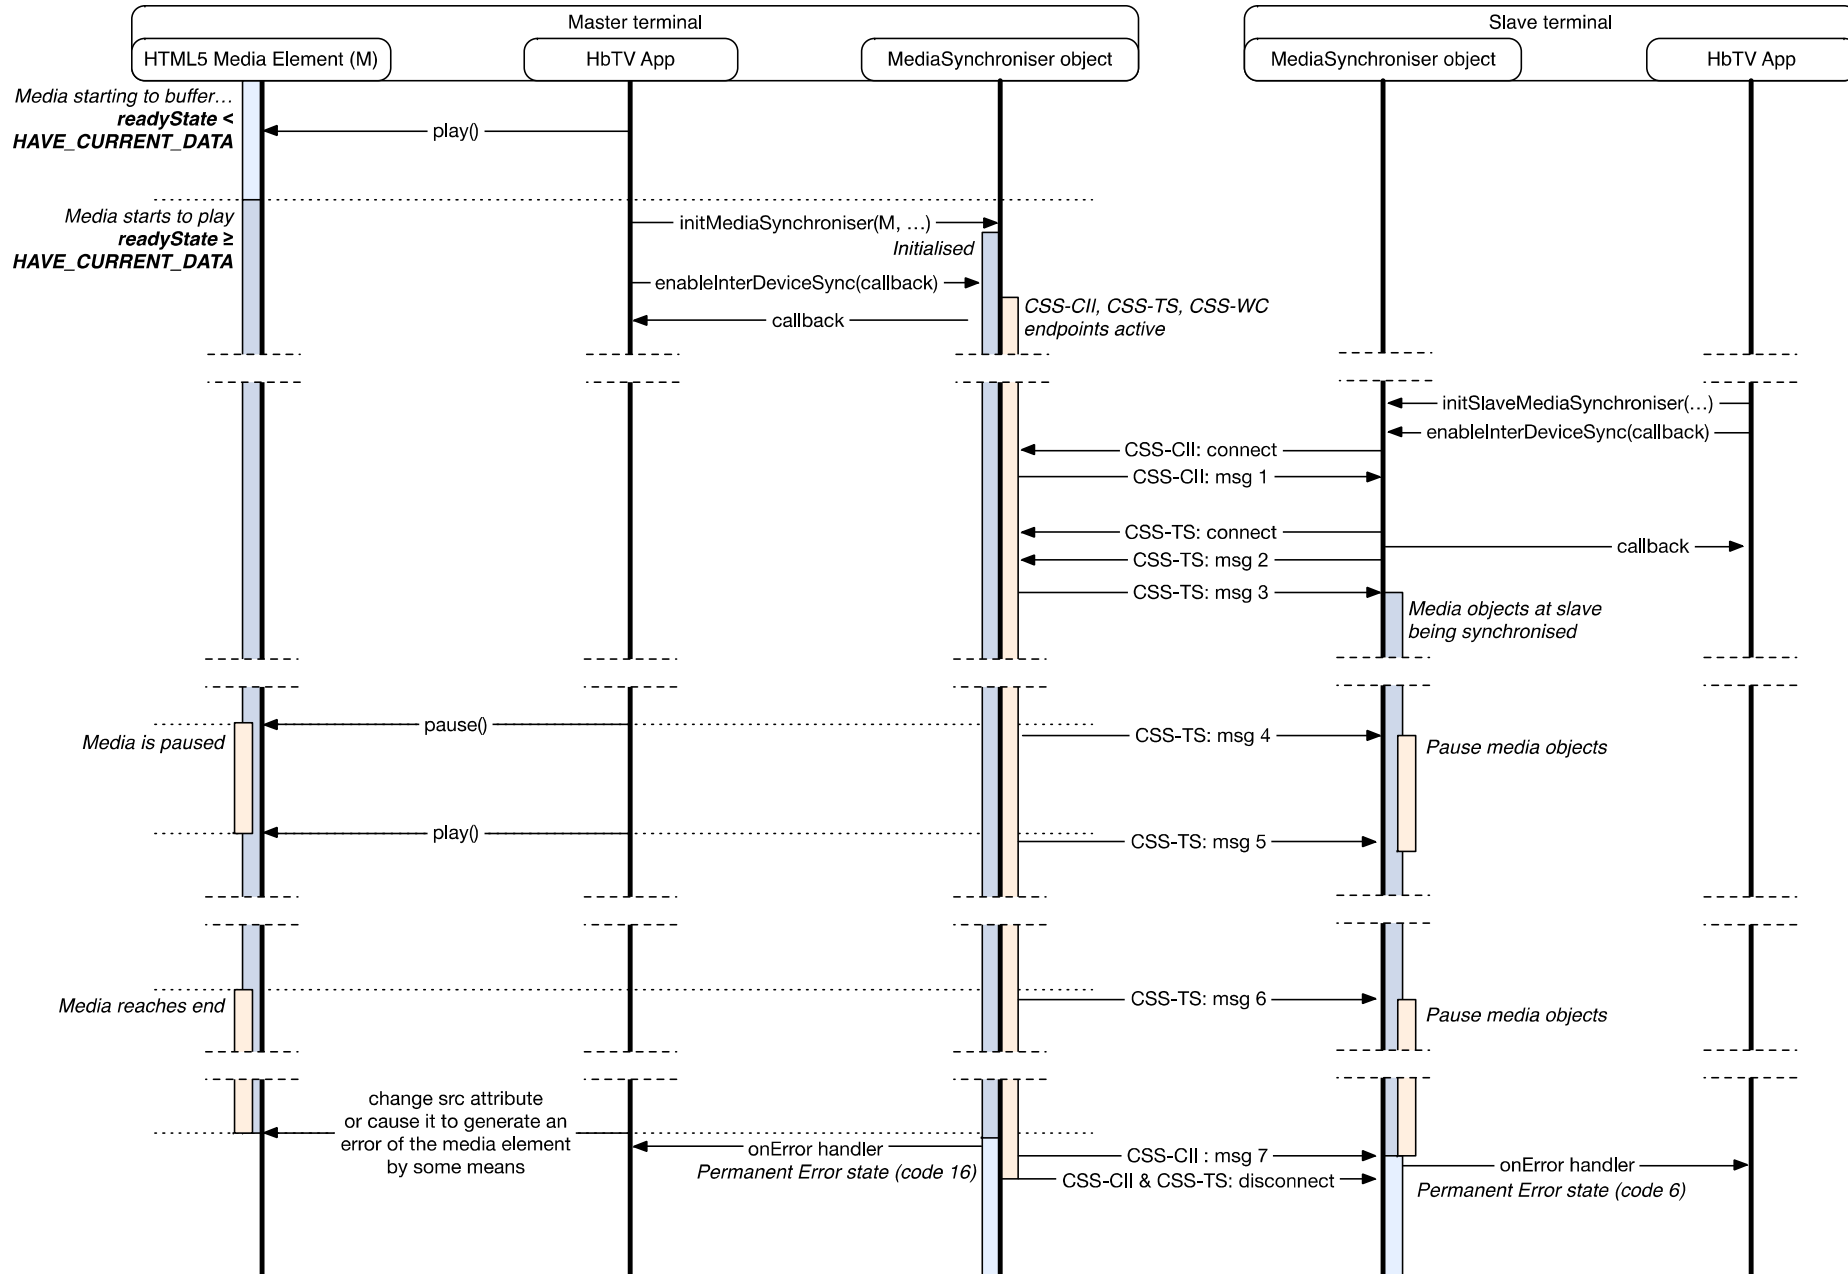 Master terminal
Slave terminal
HTML5 Media Element (M)
HbTV App
MediaSynchroniser object
MediaSynchroniser object
HbTV App
Media starting to buffer…
readyState <
HAVE_CURRENT_DATA
play()
Media starts to play
readyState ≥
HAVE_CURRENT_DATA
initMediaSynchroniser(M, …)
Initialised
enableInterDeviceSync(callback)
callback
CSS-CII, CSS-TS, CSS-WC
endpoints active
initSlaveMediaSynchroniser(…)
enableInterDeviceSync(callback)
CSS-CII: connect
CSS-CII: msg 1
CSS-TS: connect
callback
CSS-TS: msg 2
CSS-TS: msg 3
Media objects at slave
being synchronised
pause()
Media is paused
CSS-TS: msg 4
Pause media objects
play()
CSS-TS: msg 5
Media reaches end
CSS-TS: msg 6
Pause media objects
change src attribute
or cause it to generate an
error of the media element
by some means
onError handler
Permanent Error state (code 16)
CSS-CII : msg 7
CSS-CII & CSS-TS: disconnect
onError handler
Permanent Error state (code 6)